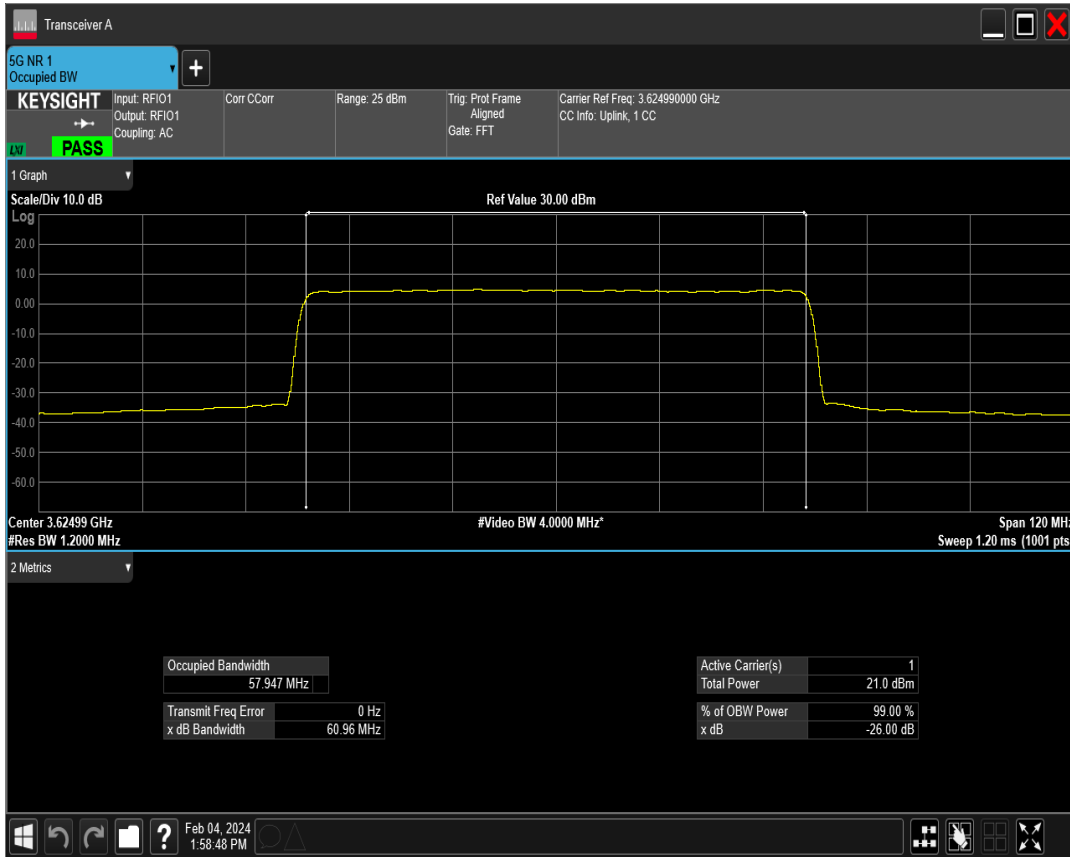 Transceiver A
5G NR 1
Occupied BW
KEYSIGHT
Input: RFIO1
Output: RFIO1
Coupling: AC
Corr CCorr
Range: 25 dBm
Trig: Prot Frame
Aligned
Gate: FFT
Carrier Ref Freq: 3.624990000 GHz
CC Info: Uplink, 1 CC
LXI
PASS
1 Graph
Scale/Div 10.0 dB
Ref Value 30.00 dBm
Log
20.0
10.0
0.00
-10.0
-20.0
-30.0
-40.0
-50.0
-60.0
Center 3.62499 GHz
#Video BW 4.0000 MHz*
Span 120 MHz
#Res BW 1.2000 MHz
Sweep 1.20 ms (1001 pts
2 Metrics
Occupied Bandwidth
57.947 MHz
Transmit Freq Error 0 Hz
x dB Bandwidth 60.96 MHz
Active Carrier(s) 1
Total Power 21.0 dBm
% of OBW Power 99.00 %
x dB -26.00 dB
?
Feb 04, 2024
1:58:48 PM